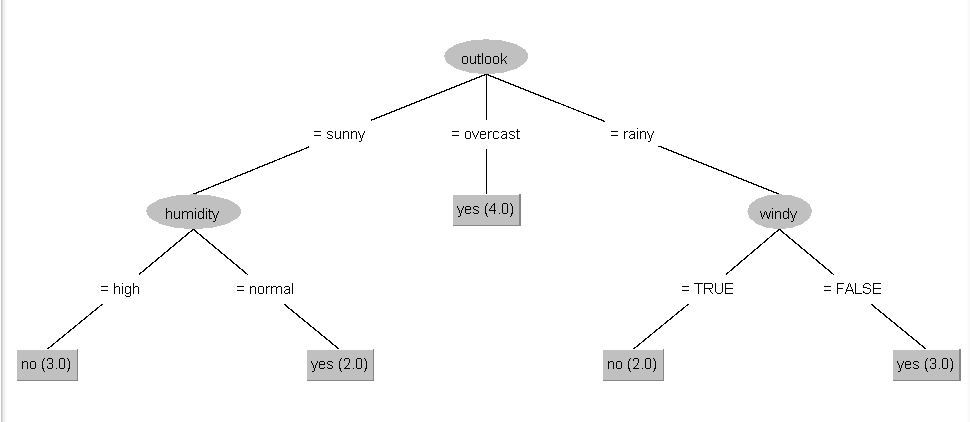 outlook
= sunny
= overcast
= rainy
humidity
yes (4.0)
windy
= high
= normal
= TRUE
= FALSE
no (3.0)
yes (2.0)
no (2.0)
yes (3.0)